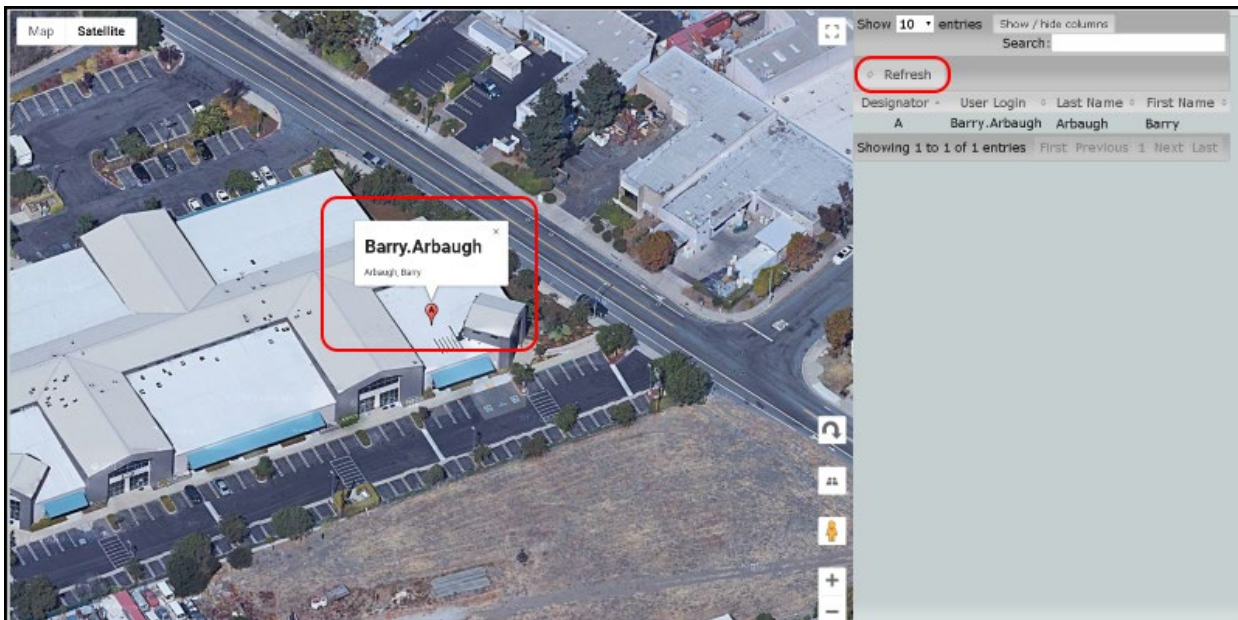 Map Satellite
Show 10 entries Show / hide columns
Search:
Refresh
Designator User Login Last Name First Name
A Barry.Arbaugh Arbaugh Barry
Showing 1 to 1 of 1 entries First Previous 1 Next Last
Barry.Arbaugh
Arbaugh, Barry
A